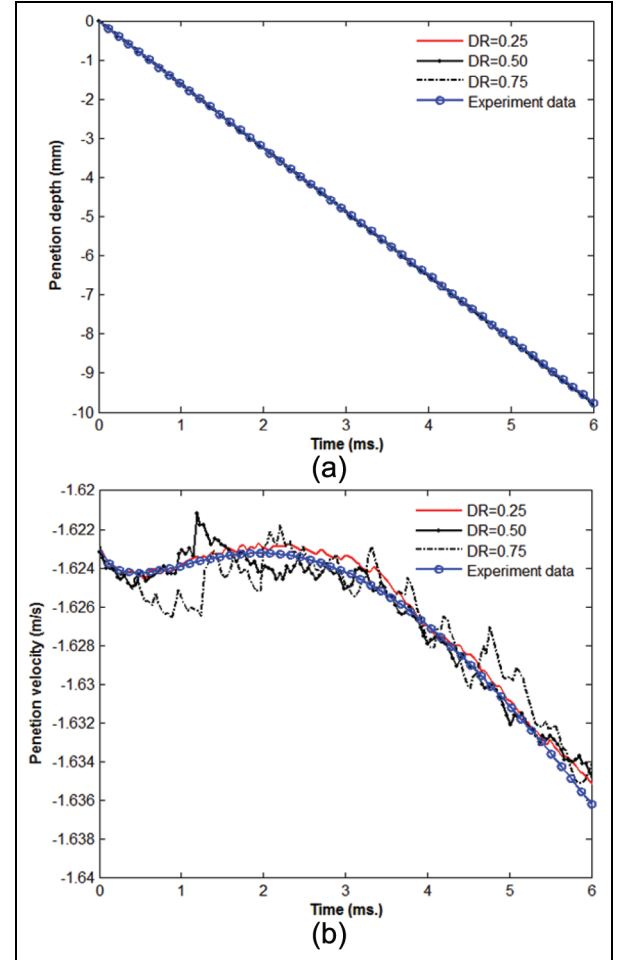 0
-1
-2
-3
-4
-5
-6
-7
-8
-9
-10
Penetion depth (mm)
DR=0.25
DR=0.50
DR=0.75
Experiment data
0 1 2 3 4 5 6
Time (ms.)
(a)
-1.62
-1.622
-1.624
-1.626
-1.628
-1.63
-1.632
-1.634
-1.636
-1.638
-1.64
Penetion velocity (m/s)
DR=0.25
DR=0.50
DR=0.75
Experiment data
0 1 2 3 4 5 6
Time (ms.)
(b)